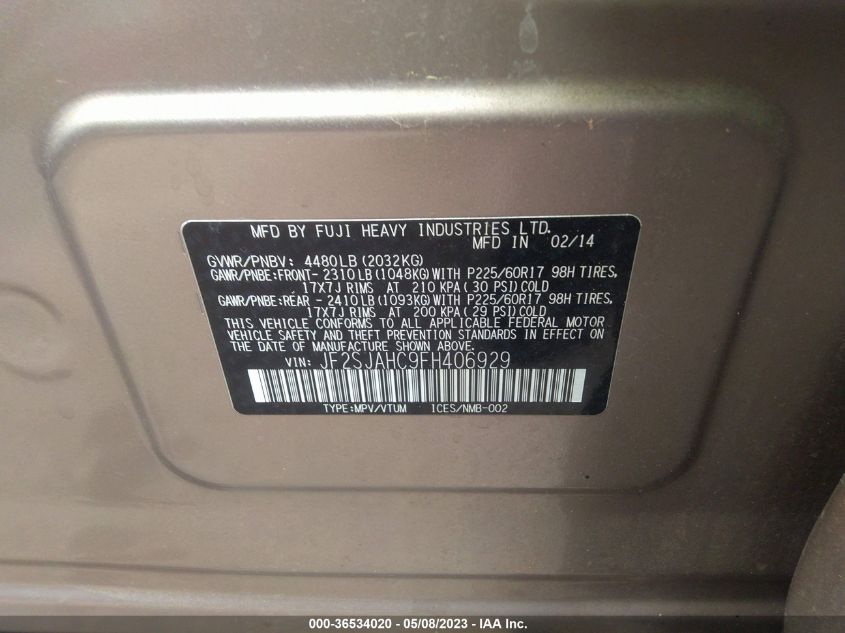 MFD BY FUJI HEAVY INDUSTRIES LTD.
MFD IN 02/14
GVWR/PNBV: 4480LB (2032KG)
GAWR/PNBE:FRONT- 2310LB (1048KG) WITH P225/60R17 98H TIRES,
17X7J RIMS AT 210 KPA ( 30 PSI) COLD
GAWR/PNBE: REAR - 2410LB (1093KG) WITH P225/60R17 98H TIRES,
17X7J RIMS AT 200 KPA ( 29 PSI) COLD
THIS VEHICLE CONFORMS TO ALL APPLICABLE FEDERAL MOTOR
VEHICLE SAFETY AND THEFT PREVENTION STANDARDS IN EFFECT ON
THE DATE OF MANUFACTURE SHOWN ABOVE.
VIN: JF2SJAHC9FH406929
TYPE:MPV/VTUM ICES/NMB-002
000-36534020 - 05/08/2023 - IAA Inc.